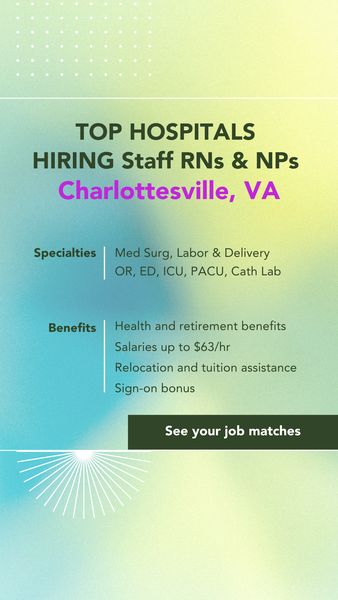 TOP HOSPITALS
HIRING Staff RNs & NPs
Charlottesville, VA
Specialties
Med Surg, Labor & Delivery
OR, ED, ICU, PACU, Cath Lab
Benefits
Health and retirement benefits
Salaries up to $63/hr
Relocation and tuition assistance
Sign-on bonus
See your job matches